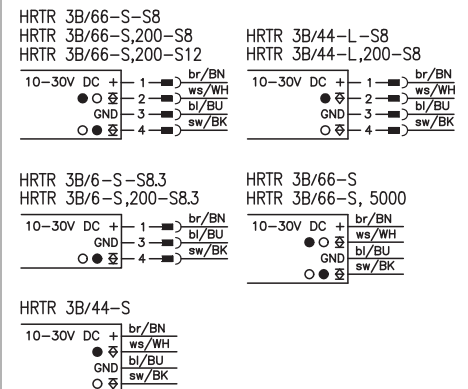 HRTR 3B/66-S-S8
HRTR 3B/66-S,200-S8
HRTR 3B/66-S,200-S12
10-30V DC + 1 br/BN
2 ws/WH
GND 3 bl/BU
4 sw/BK
HRTR 3B/44-L-S8
HRTR 3B/44-L,200-S8
10-30V DC + 1 br/BN
2 ws/WH
GND 3 bl/BU
4 sw/BK
HRTR 3B/6-S-S8.3
HRTR 3B/6-S,200-S8.3
10-30V DC + 1 br/BN
GND 3 bl/BU
4 sw/BK
HRTR 3B/66-S
HRTR 3B/66-S, 5000
10-30V DC + br/BN
ws/WH
GND bl/BU
sw/BK
HRTR 3B/44-S
10-30V DC + br/BN
ws/WH
GND bl/BU
sw/BK